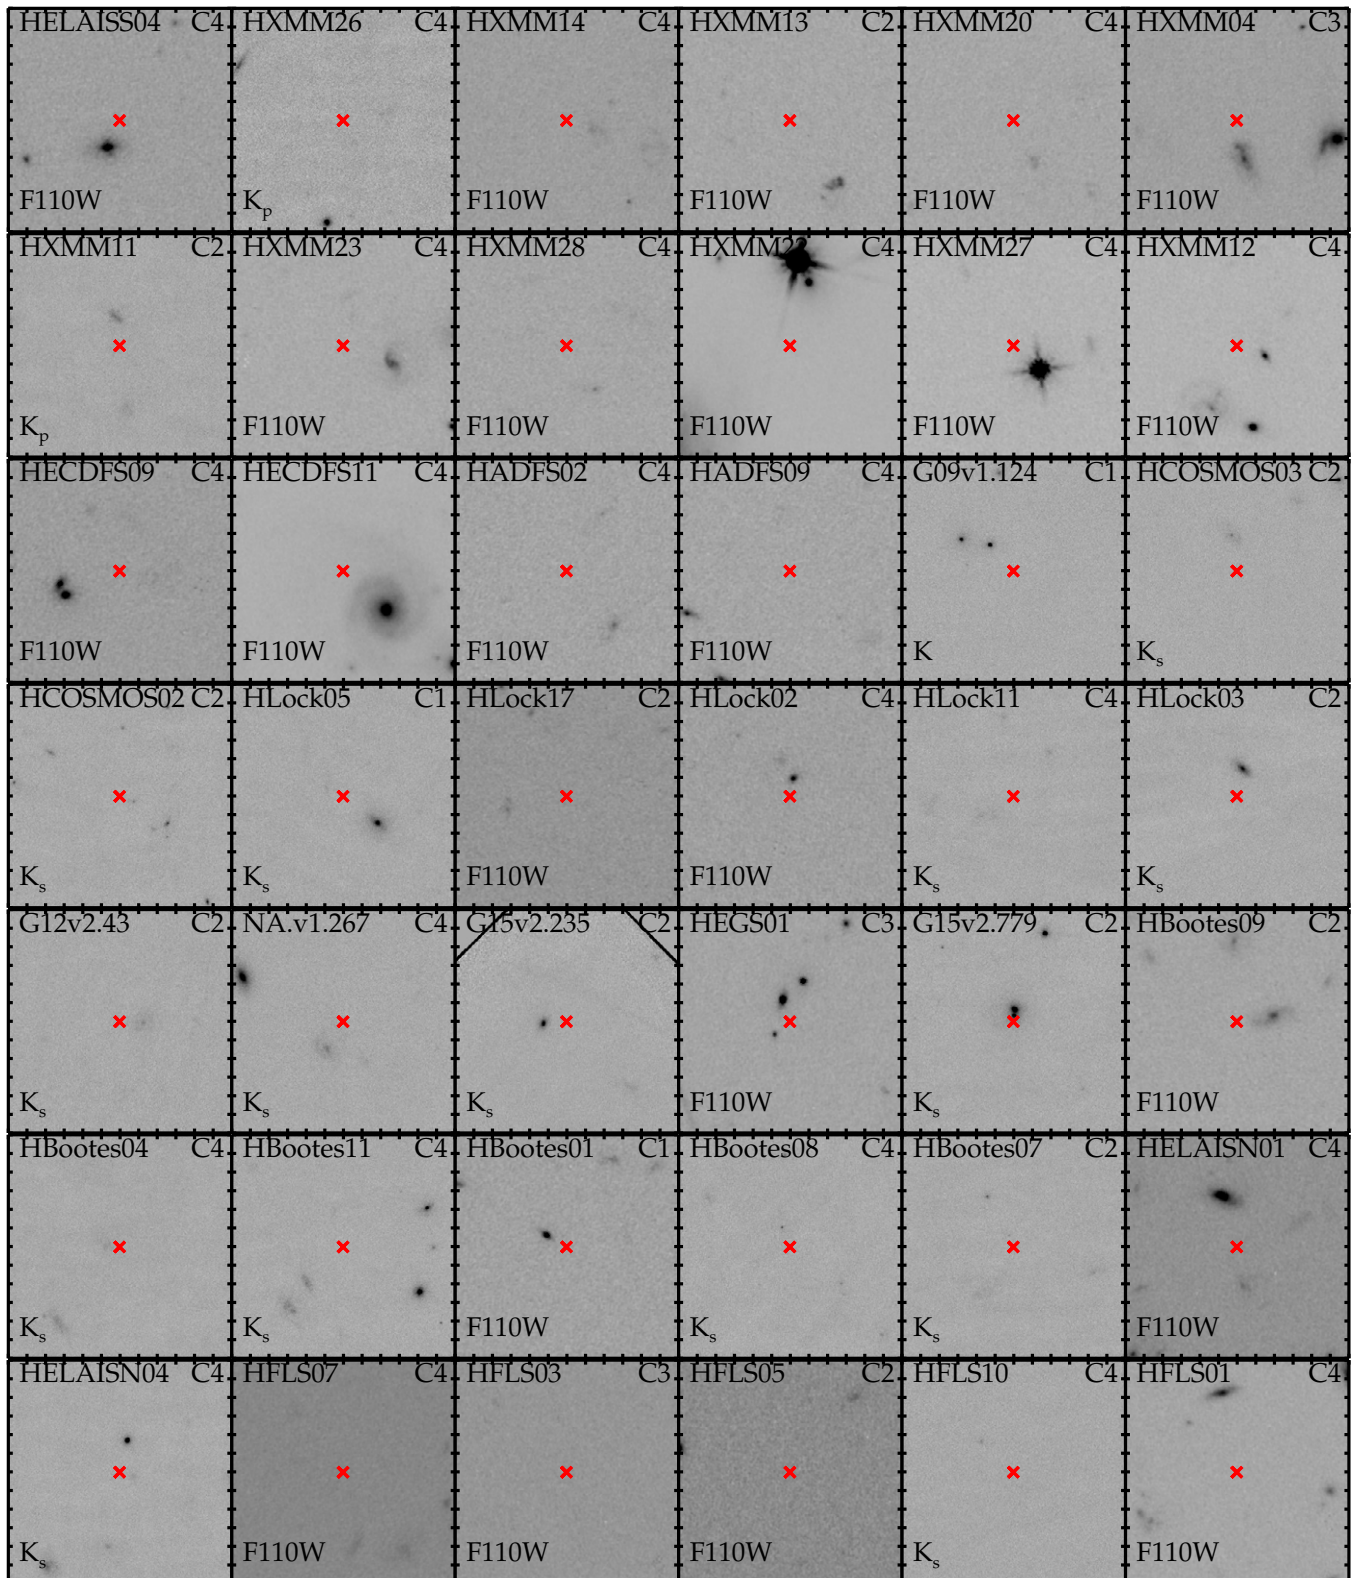 HELAISS04 C4 HXMM26 C4 HXMM14 C4 HXMM13 C2 HXMM20 C4 HXMM04 C3
F110W Kp F110W F110W F110W F110W
HXMM11 C2 HXMM23 C4 HXMM28 C4 HXMM22 C4 HXMM27 C4 HXMM12 C4
Kp F110W F110W F110W F110W F110W
HECDFS09 C4 HECDFS11 C4 HADFS02 C4 HADFS09 C4 G09v1.124 C1 HCOSMOS03 C2
F110W F110W F110W F110W K Ks
HCOSMOS02 C2 HLock05 C1 HLock17 C2 HLock02 C4 HLock11 C4 HLock03 C2
Ks Ks F110W F110W Ks Ks
G12v2.43 C2 NA.v1.267 C4 G15v2.235 C2 HEGS01 C3 G15v2.779 C2 HBootes09 C2
Ks Ks Ks F110W Ks F110W
HBootes04 C4 HBootes11 C4 HBootes01 C1 HBootes08 C4 HBootes07 C2 HELAISN01 C4
Ks Ks F110W Ks Ks F110W
HELAISN04 C4 HFLS07 C4 HFLS03 C3 HFLS05 C2 HFLS10 C4 HFLS01 C4
Ks F110W F110W F110W Ks F110W